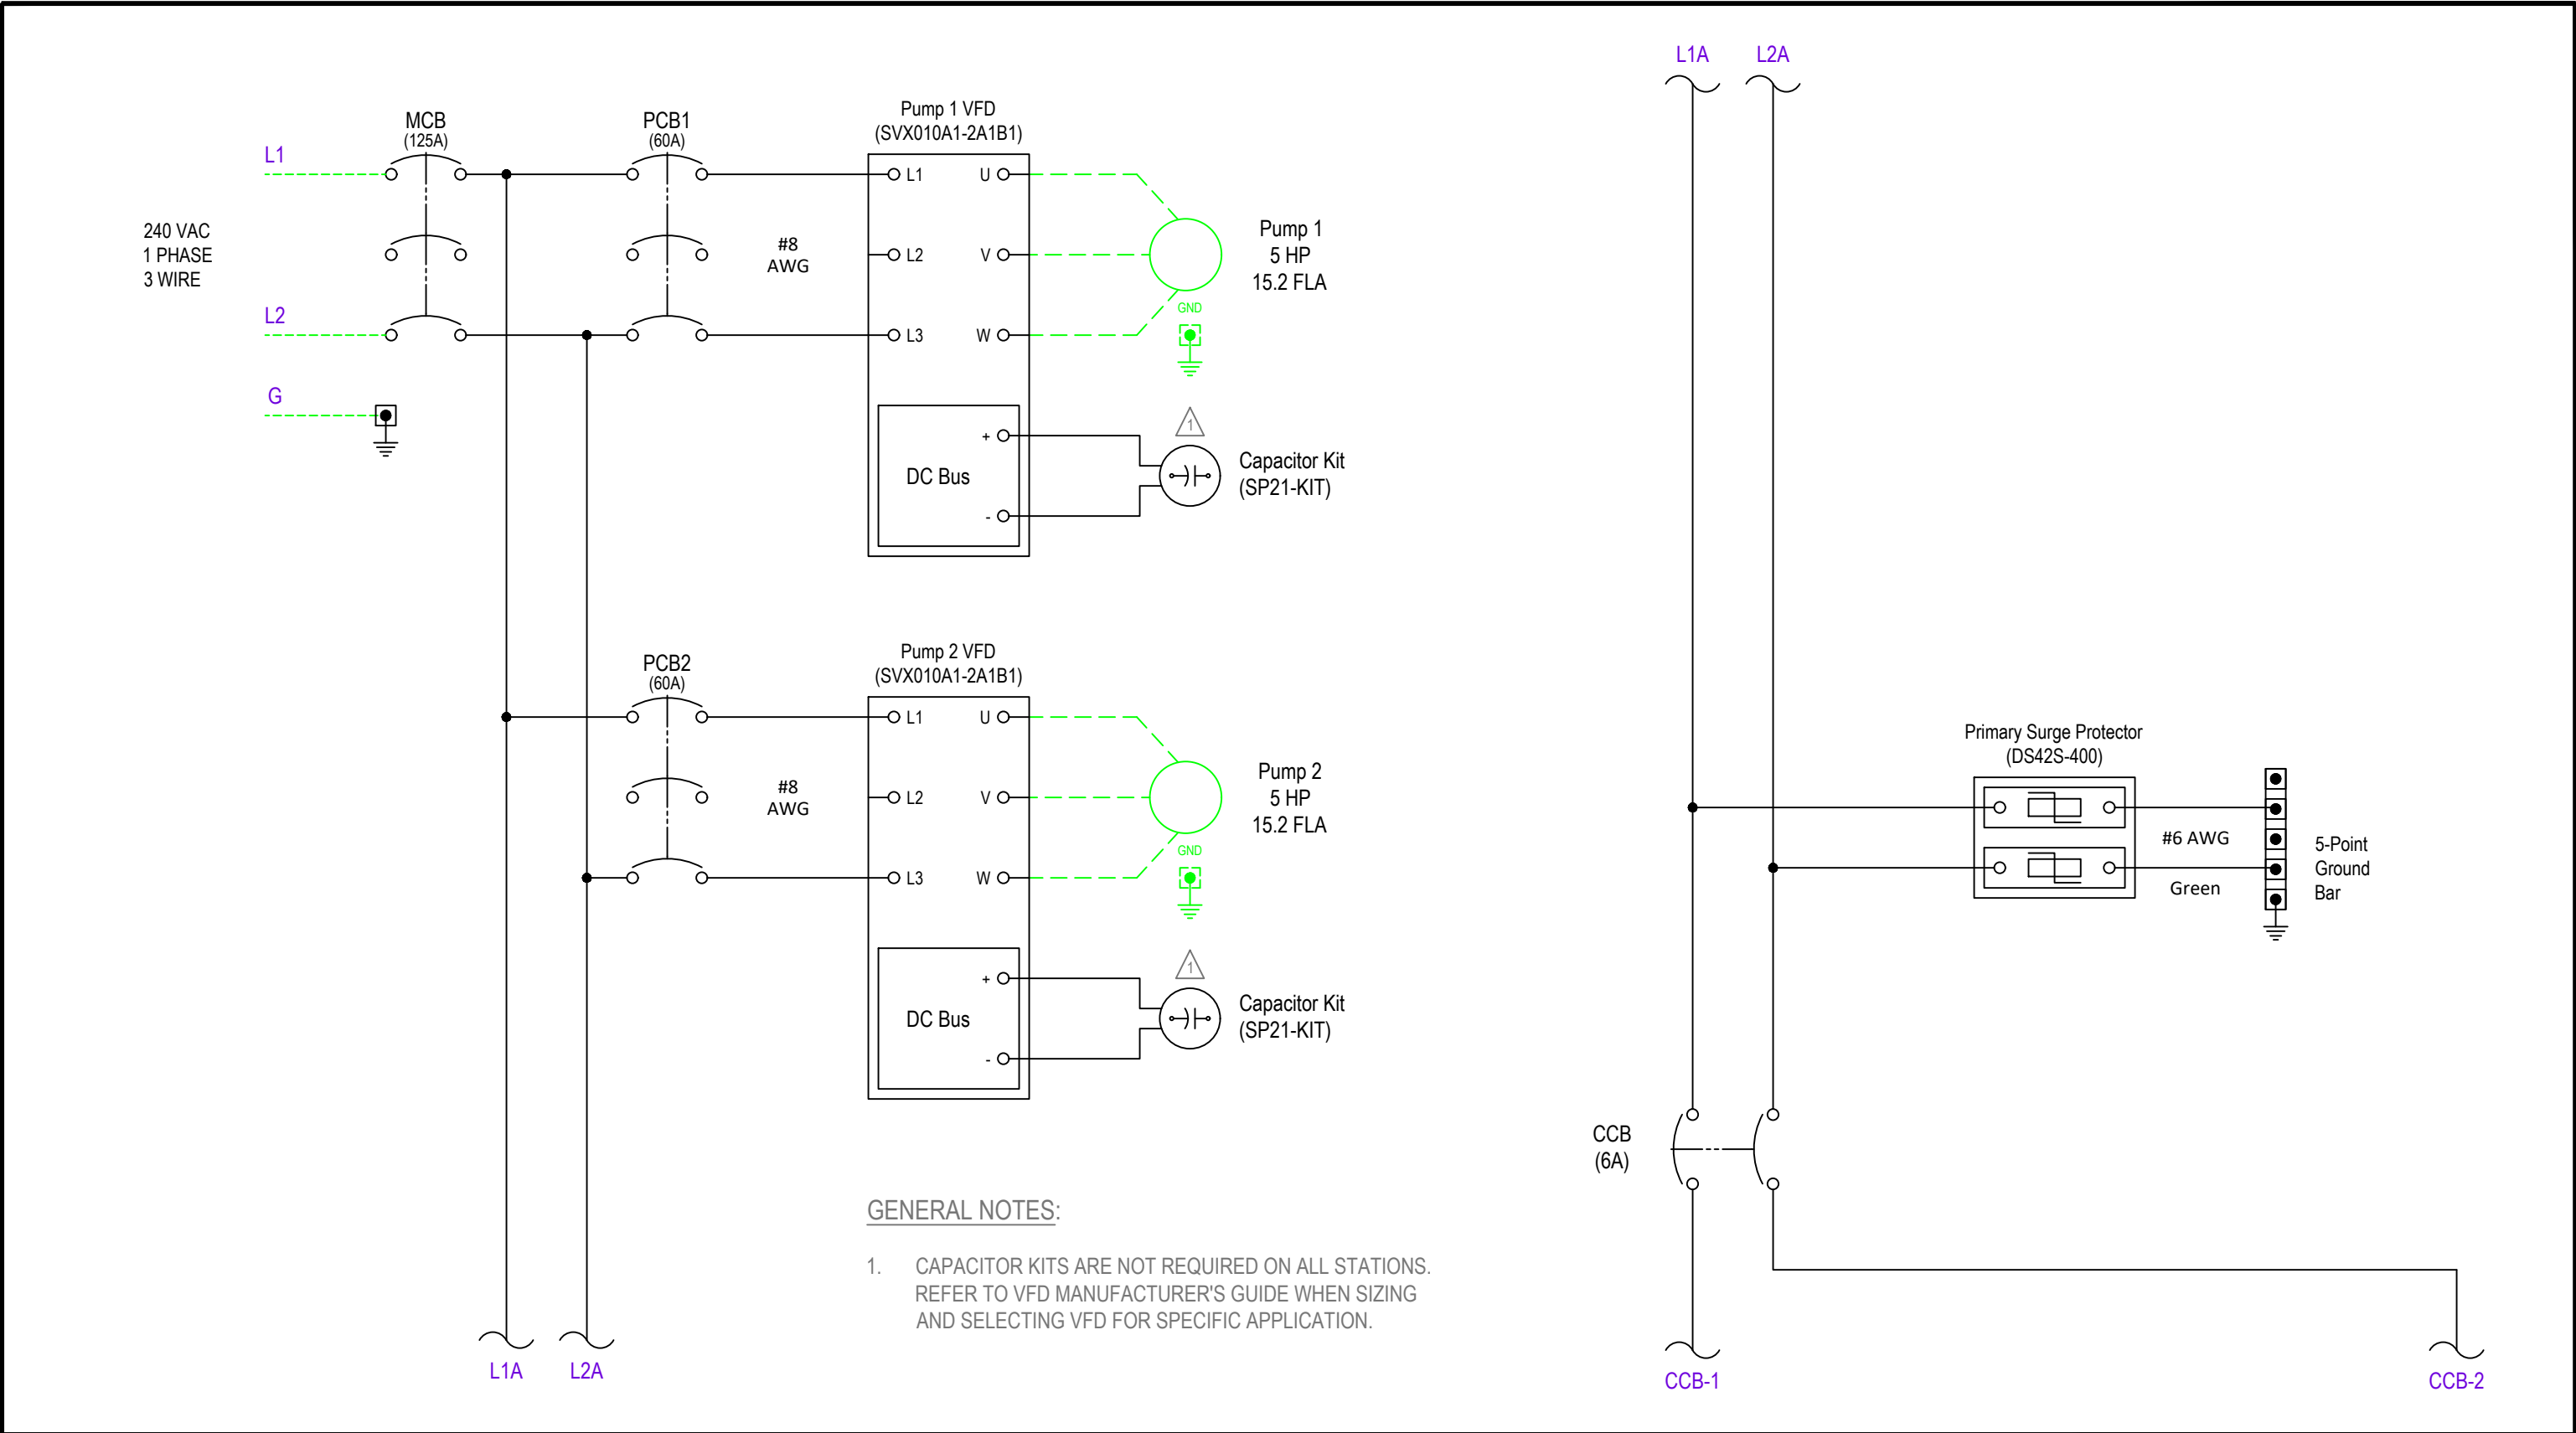 L1A
L2A
MCB
(125A)
PCB1
(60A)
Pump 1 VFD
(SVX010A1-2A1B1)
L1
240 VAC
1 PHASE
3 WIRE
L2
G
#8
AWG
L1
L2
L3
U
V
W
Pump 1
5 HP
15.2 FLA
GND
DC Bus
+
-
1
Capacitor Kit
(SP21-KIT)
PCB2
(60A)
Pump 2 VFD
(SVX010A1-2A1B1)
#8
AWG
L1
L2
L3
U
V
W
Pump 2
5 HP
15.2 FLA
GND
DC Bus
+
-
1
Capacitor Kit
(SP21-KIT)
Primary Surge Protector
(DS42S-400)
#6 AWG
Green
5-Point
Ground
Bar
CCB
(6A)
GENERAL NOTES:
1. CAPACITOR KITS ARE NOT REQUIRED ON ALL STATIONS.
REFER TO VFD MANUFACTURER'S GUIDE WHEN SIZING
AND SELECTING VFD FOR SPECIFIC APPLICATION.
L1A
L2A
CCB-1
CCB-2